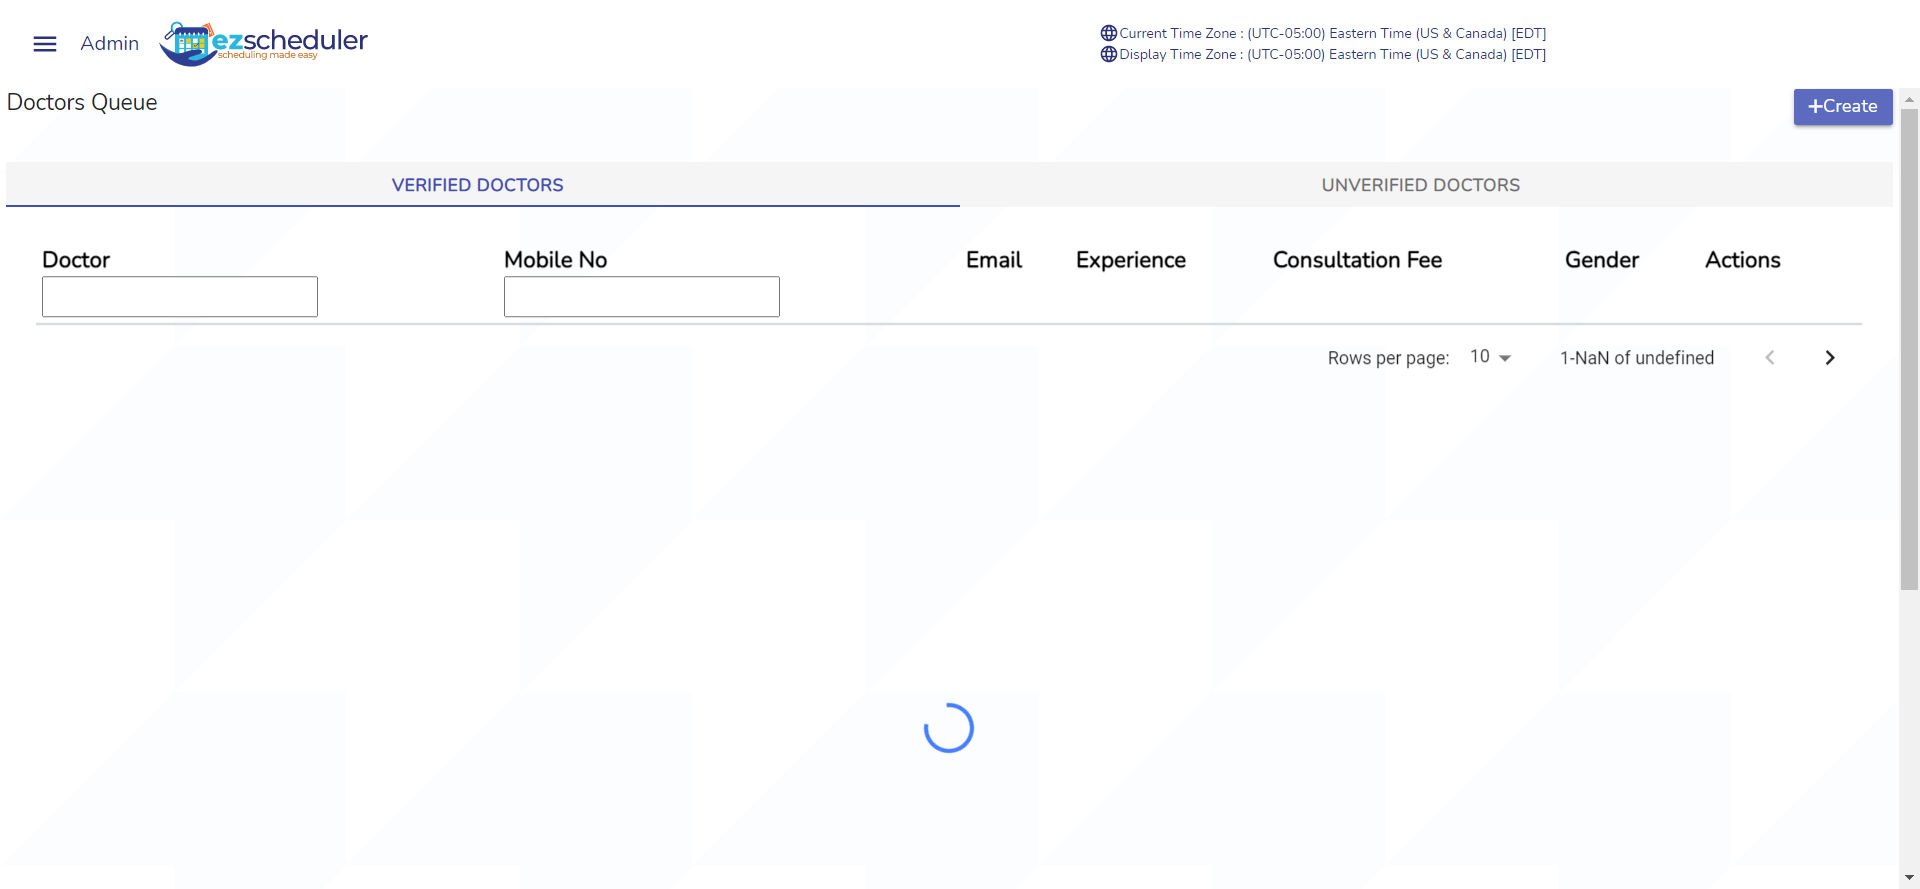 Admin
ezscheduler
scheduling made easy
Current Time Zone : (UTC-05:00) Eastern Time (US & Canada) [EDT]
Display Time Zone : (UTC-05:00) Eastern Time (US & Canada) [EDT]
Doctors Queue
+Create
VERIFIED DOCTORS UNVERIFIED DOCTORS
Doctor Mobile No Email Experience Consultation Fee Gender Actions
Rows per page: 10 1-NaN of undefined